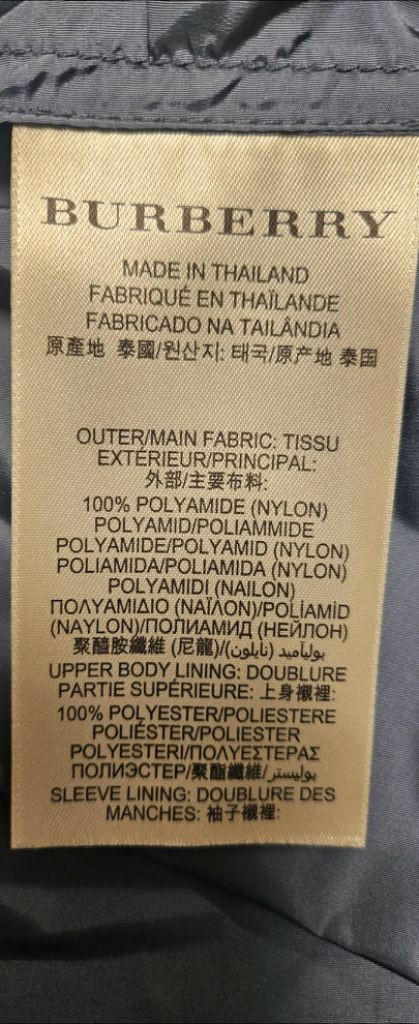 BURBERRY
MADE IN THAILAND
FABRIQUÉ EN THAÏLANDE
FABRICADO NA TAILÂNDIA
原產地 泰國/원산지: 태국/原产地 泰国
OUTER/MAIN FABRIC: TISSU
EXTÉRIEUR/PRINCIPAL:
外部/主要布料:
100% POLYAMIDE (NYLON)
POLYAMID/POLIAMMIDE
POLYAMIDE/POLYAMID (NYLON)
POLIAMIDA/POLIAMIDA (NYLON)
POLYAMIDI (NAILON)
ΠΟΛΥΑΜΙΔΙΟ (ΝΑΪΛΟΝ)/POLÍAMÍD
(NAYLON)/ПОЛИАМИД (НЕЙЛОН)
聚醯胺纖維 (尼龍)/بولياميد (نايلون)
UPPER BODY LINING: DOUBLURE
PARTIE SUPÉRIEURE: 上身襯裡:
100% POLYESTER/POLIESTERE
POLIÉSTER/POLIESTER
POLYESTERI/ΠΟΛΥΕΣΤΕΡΑΣ
ПОЛИЭСТЕР/聚酯纖維/بوليستر
SLEEVE LINING: DOUBLURE DES
MANCHES: 袖子襯裡: